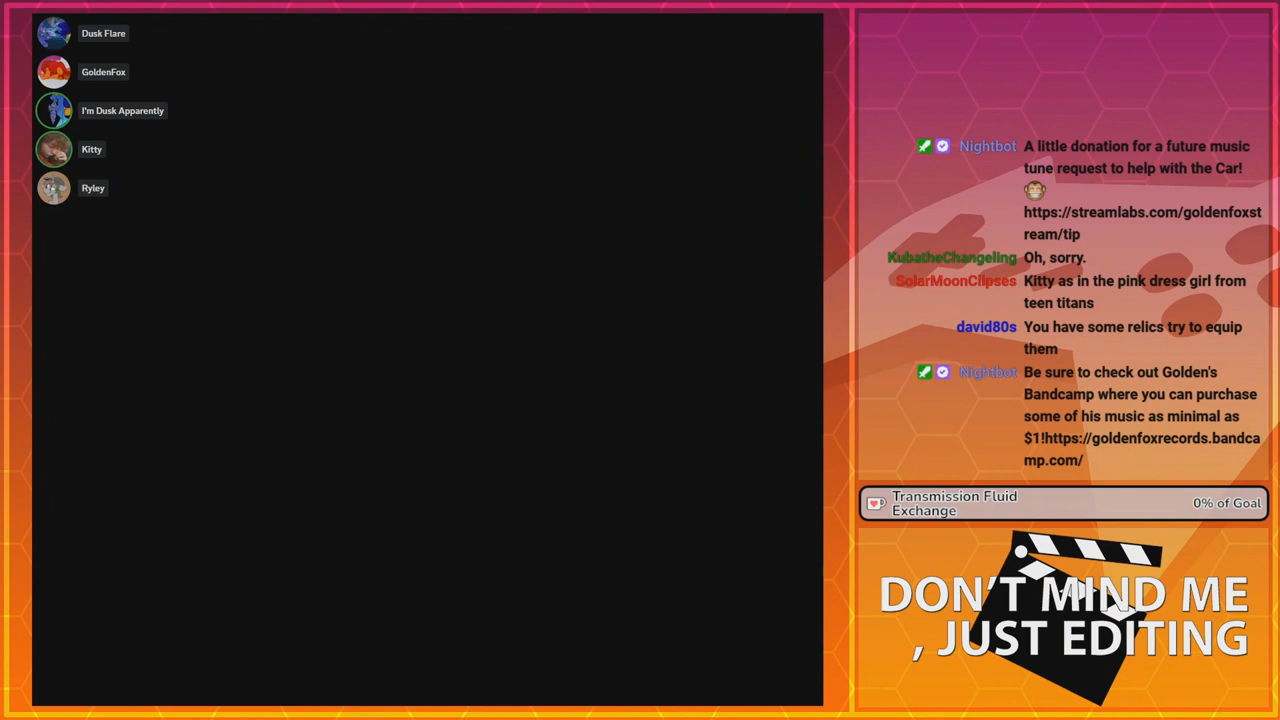 Dusk Flare
GoldenFox
I'm Dusk Apparently
Kitty
Ryley
Nightbot A little donation for a future music
tune request to help with the Car!
https://streamlabs.com/goldenfoxst
ream/tip
KubatheChangeling Oh, sorry.
SolarMoonClipses Kitty as in the pink dress girl from
teen titans
david80s You have some relics try to equip
them
Nightbot Be sure to check out Golden's
Bandcamp where you can purchase
some of his music as minimal as
$1!https://goldenfoxrecords.bandca
mp.com/
Transmission Fluid
Exchange
0% of Goal
DON'T MIND ME
, JUST EDITING